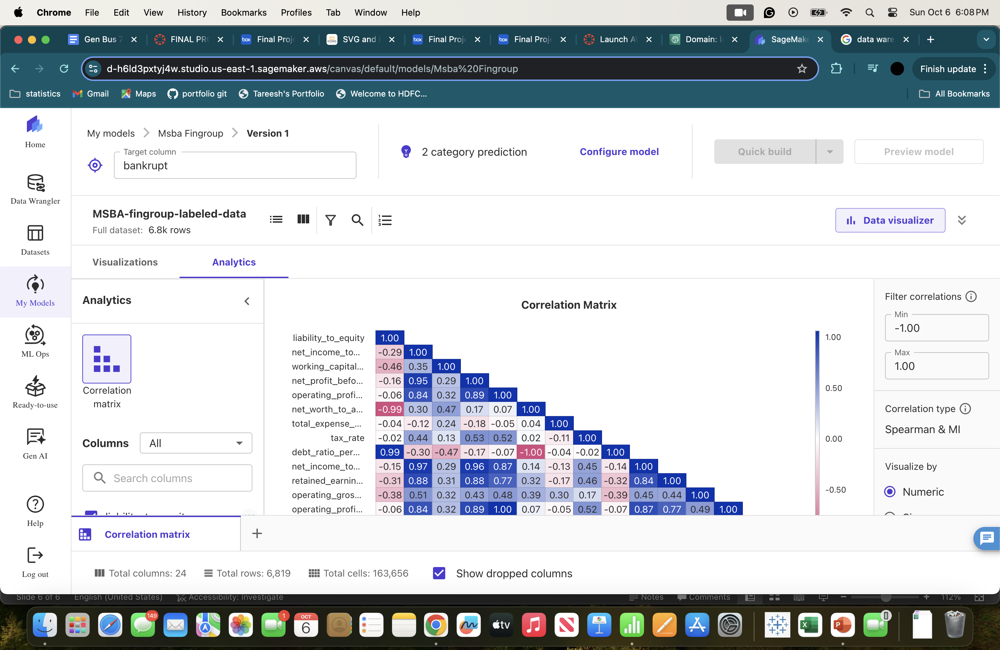 Chrome File Edit View History Bookmarks Profiles Tab Window Help Sun Oct 6 6:08 PM
Gen Bus 7 FINAL PRO Final Proje SVG and Final Proje Final Proje Launch A Domain: SageMake data ware
d-h6ld3pxtyj4w.studio.us-east-1.sagemaker.aws/canvas/default/models/Msba%20Fingroup Finish update
statistics Gmail Maps portfolio git Tareesh's Portfolio Welcome to HDFC... All Bookmarks
Home
Data Wrangler
Datasets
My Models
ML Ops
Ready-to-use
Gen AI
Help
Log out
My models Msba Fingroup Version 1
Target column
bankrupt
2 category prediction Configure model Quick build Preview model
MSBA-fingroup-labeled-data
Full dataset: 6.8k rows
Data visualizer
Visualizations Analytics
Analytics
Correlation
matrix
Columns All
Search columns
Correlation Matrix
liability_to_equity 1.00
net_income_to... -0.29 1.00
working_capital... -0.46 0.35 1.00
net_profit_befo... -0.16 0.95 0.29 1.00
operating_profi... -0.06 0.84 0.32 0.89 1.00
net_worth_to_a... -0.99 0.30 0.47 0.17 0.07 1.00
total_expense_... -0.04 -0.12 0.24 -0.18 -0.05 0.04 1.00
tax_rate -0.02 0.44 0.13 0.53 0.52 0.02 -0.11 1.00
debt_ratio_per... 0.99 -0.30 -0.47 -0.17 -0.07 -1.00 -0.04 -0.02 1.00
net_income_to... -0.15 0.97 0.29 0.96 0.87 0.14 -0.13 0.45 -0.14 1.00
retained_earnin... -0.31 0.88 0.31 0.88 0.77 0.32 -0.17 0.46 -0.32 0.84 1.00
operating_gros... -0.38 0.51 0.32 0.43 0.48 0.39 0.30 0.17 -0.39 0.45 0.44 1.00
operating_profi... -0.06 0.84 0.32 0.89 1.00 0.07 -0.05 0.52 -0.07 0.87 0.77 0.49 1.00
1.00
0.50
0.00
-0.50
Filter correlations
Min
-1.00
Max
1.00
Correlation type
Spearman & MI
Visualize by
Numeric
Correlation matrix
Total columns: 24 Total rows: 6,819 Total cells: 163,656 Show dropped columns
Slide 6 of 6 English (United States) Accessibility: Investigate Notes Comments 112%
149 1 OCT
6
tv